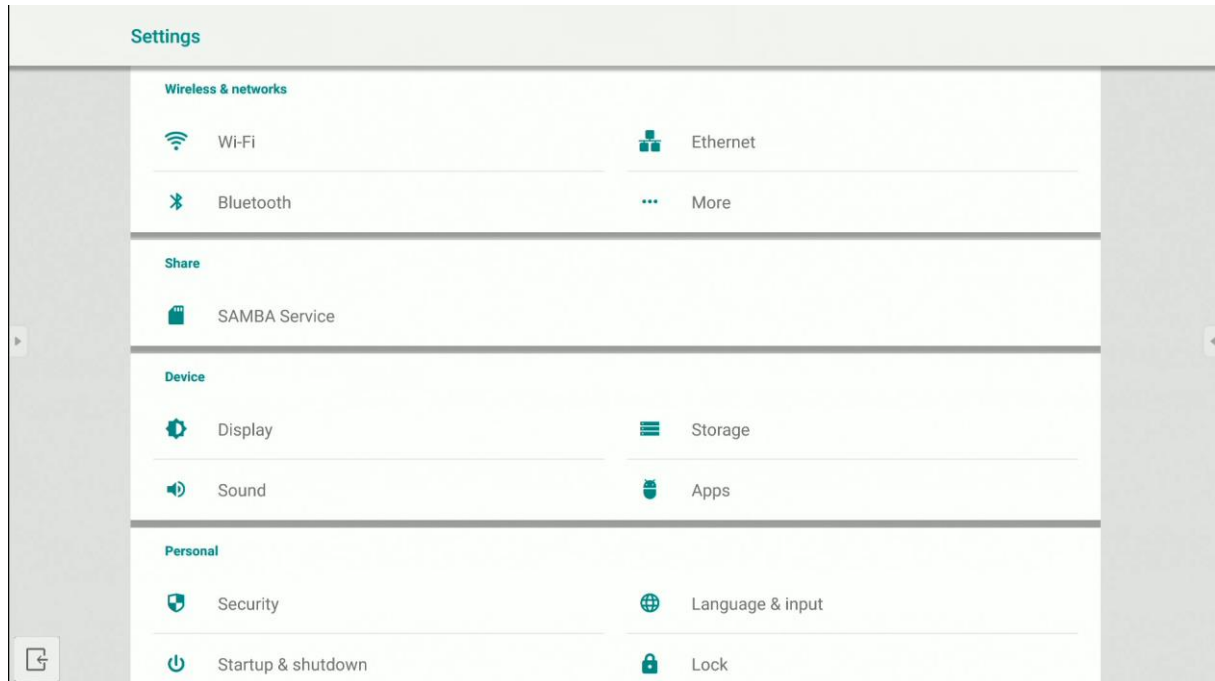 Settings
Wireless & networks
Wi-Fi
Ethernet
Bluetooth
More
Share
SAMBA Service
Device
Display
Storage
Sound
Apps
Personal
Security
Language & input
Startup & shutdown
Lock